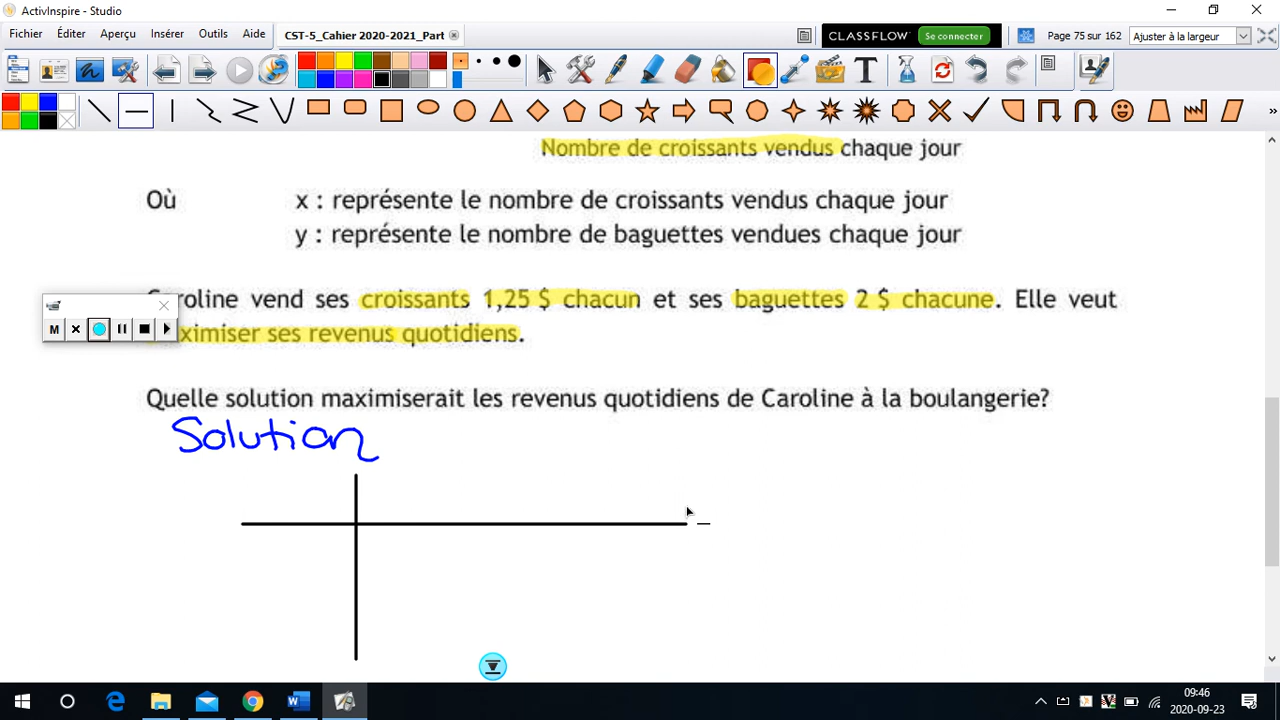 ActivInspire - Studio
Fichier Éditer Aperçu Insérer Outils Aide
CST-5_Cahier 2020-2021_Part
CLASSFLOW Se connecter
Page 75 sur 162
Ajuster à la largeur
Nombre de croissants vendus chaque jour
Où x : représente le nombre de croissants vendus chaque jour
y : représente le nombre de baguettes vendues chaque jour
roline vend ses croissants 1,25 $ chacun et ses baguettes 2 $ chacune. Elle veut
M
ximiser ses revenus quotidiens.
Quelle solution maximiserait les revenus quotidiens de Caroline à la boulangerie?
Solution
09:46
2020-09-23